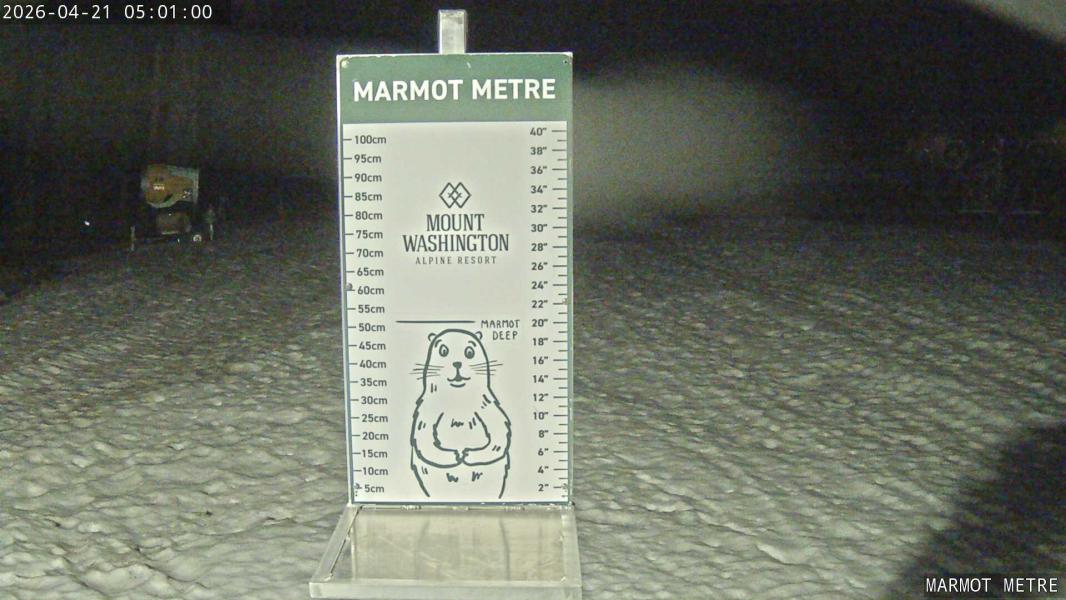 2026-04-21 05:01:00
MARMOT METRE
100cm
95cm
90cm
85cm
80cm
75cm
70cm
65cm
60cm
55cm
50cm
45cm
40cm
35cm
30cm
25cm
20cm
15cm
10cm
5cm
MOUNT
WASHINGTON
ALPINE RESORT
MARMOT
DEEP
40"
38"
36"
34"
32"
30"
28"
26"
24"
22"
20"
18"
16"
14"
12"
10"
8"
6"
4"
2"
MARMOT METRE